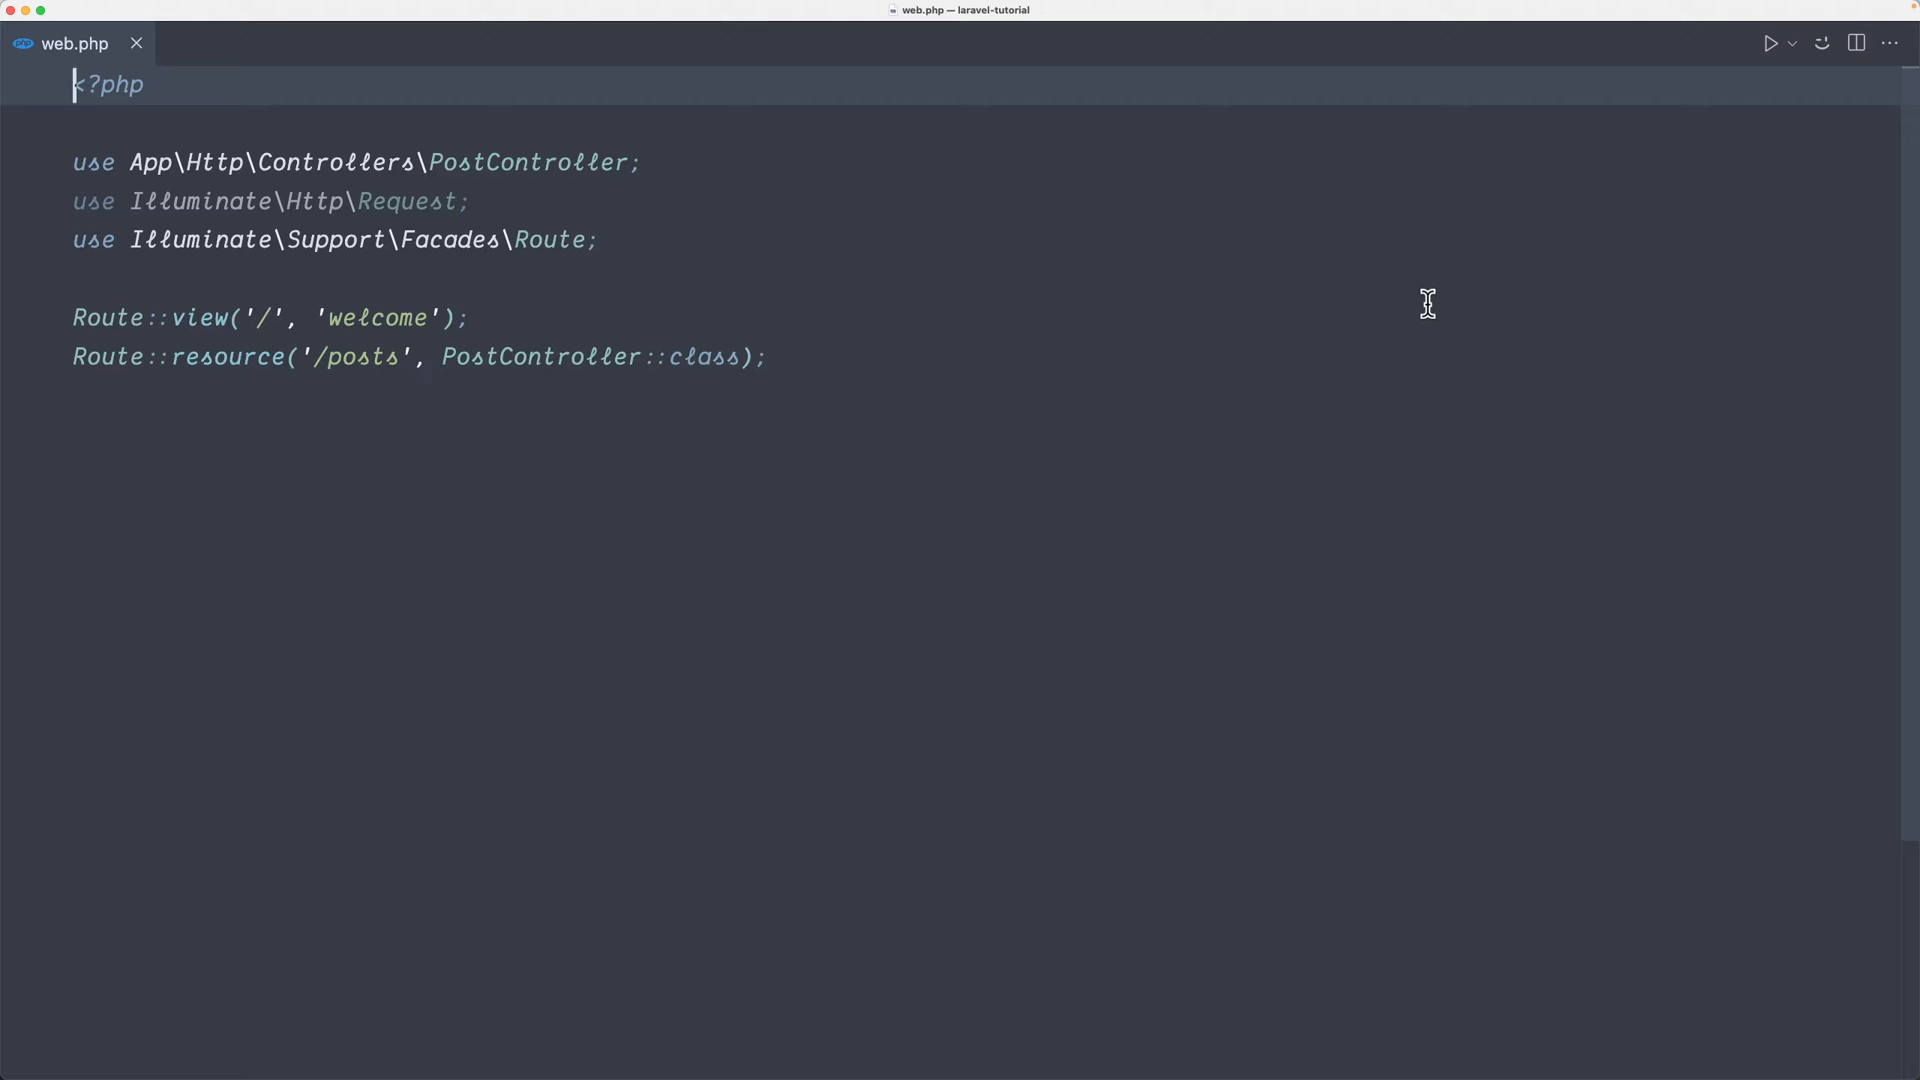 web.php — laravel-tutorial
php web.php
<?php
use App\Http\Controllers\PostController;
use Illuminate\Http\Request;
use Illuminate\Support\Facades\Route;
Route::view('/', 'welcome');
Route::resource('/posts', PostController::class);